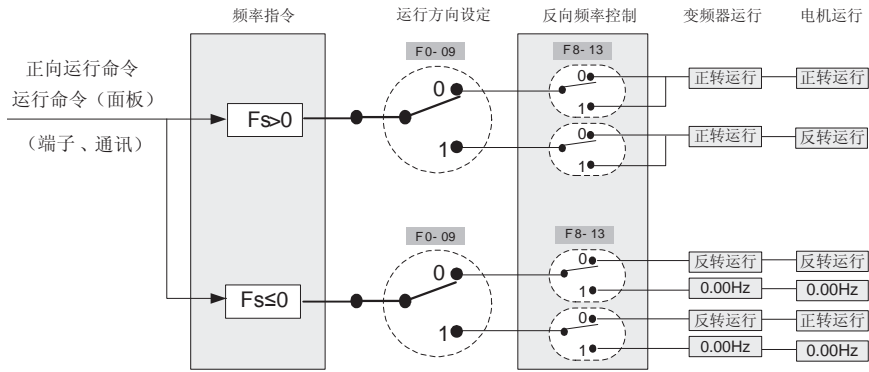 频率指令 运行方向设定 反向频率控制 变频器运行 电机运行
F0-09 F8-13
正向运行命令
运行命令（面板）
（端子、通讯）
Fs>0
0
1
0
1
正转运行 正转运行
0
1
正转运行 反转运行
F0-09 F8-13
Fs≤0
0
1
0
反转运行 反转运行
1
0.00Hz 0.00Hz
0
反转运行 正转运行
1
0.00Hz 0.00Hz